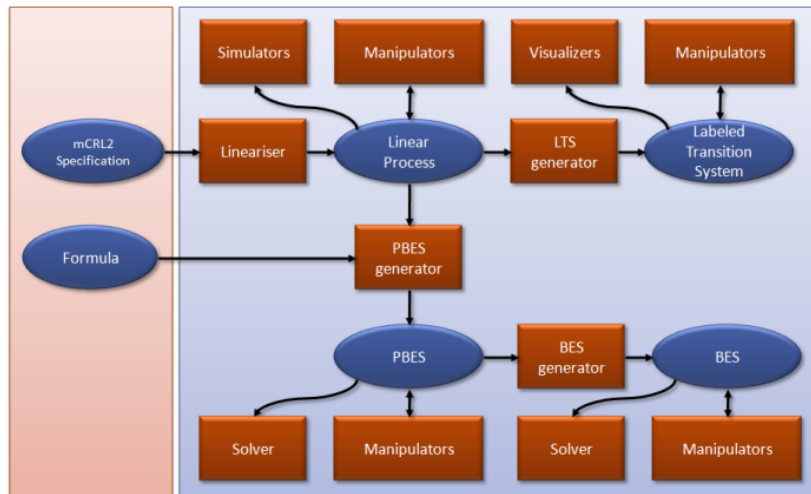 Simulators
Manipulators
Visualizers
Manipulators
mCRL2
Specification
Lineariser
Linear
Process
LTS
generator
Labeled
Transition
System
Formula
PBES
generator
PBES
BES
generator
BES
Solver
Manipulators
Solver
Manipulators